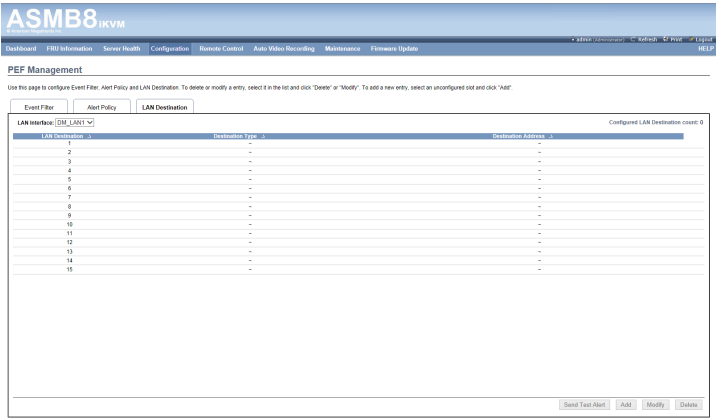 ASMB8 iKVM
© American Megatrends Inc.
admin (Administrator) Refresh Print Logout
Dashboard FRU Information Server Health Configuration Remote Control Auto Video Recording Maintenance Firmware Update HELP
PEF Management
Use this page to configure Event Filter, Alert Policy and LAN Destination. To delete or modify a entry, select it in the list and click "Delete" or "Modify". To add a new entry, select an unconfigured slot and click "Add".
Event Filter Alert Policy LAN Destination
LAN Interface: DM_LAN1 Configured LAN Destination count: 0
LAN Destination Destination Type Destination Address
1 ~ ~
2 ~ ~
3 ~ ~
4 ~ ~
5 ~ ~
6 ~ ~
7 ~ ~
8 ~ ~
9 ~ ~
10 ~ ~
11 ~ ~
12 ~ ~
13 ~ ~
14 ~ ~
15 ~ ~
Send Test Alert Add Modify Delete